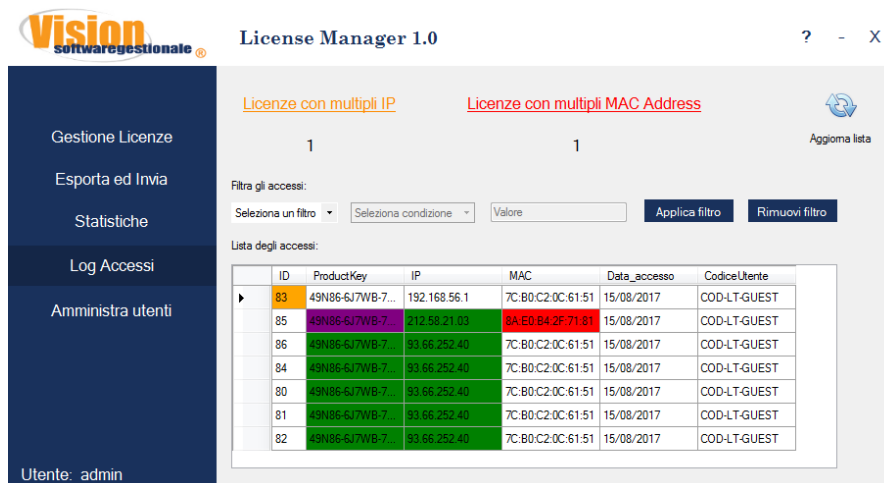 Vision
softwaregestionale ®
License Manager 1.0
? - X
Licenze con multipli IP
Licenze con multipli MAC Address
1
1
Aggiorna lista
Gestione Licenze
Esporta ed Invia
Statistiche
Log Accessi
Amministra utenti
Utente: admin
Filtra gli accessi:
Seleziona un filtro
Seleziona condizione
Valore
Applica filtro
Rimuovi filtro
Lista degli accessi:
ID ProductKey IP MAC Data_accesso CodiceUtente
83 49N86-6J7WB-7... 192.168.56.1 7C:B0:C2:0C:61:51 15/08/2017 COD-LT-GUEST
85 49N86-6J7WB-7... 212.58.21.03 8A:E0:B4:2F:71:81 15/08/2017 COD-LT-GUEST
86 49N86-6J7WB-7... 93.66.252.40 7C:B0:C2:0C:61:51 15/08/2017 COD-LT-GUEST
84 49N86-6J7WB-7... 93.66.252.40 7C:B0:C2:0C:61:51 15/08/2017 COD-LT-GUEST
80 49N86-6J7WB-7... 93.66.252.40 7C:B0:C2:0C:61:51 15/08/2017 COD-LT-GUEST
81 49N86-6J7WB-7... 93.66.252.40 7C:B0:C2:0C:61:51 15/08/2017 COD-LT-GUEST
82 49N86-6J7WB-7... 93.66.252.40 7C:B0:C2:0C:61:51 15/08/2017 COD-LT-GUEST